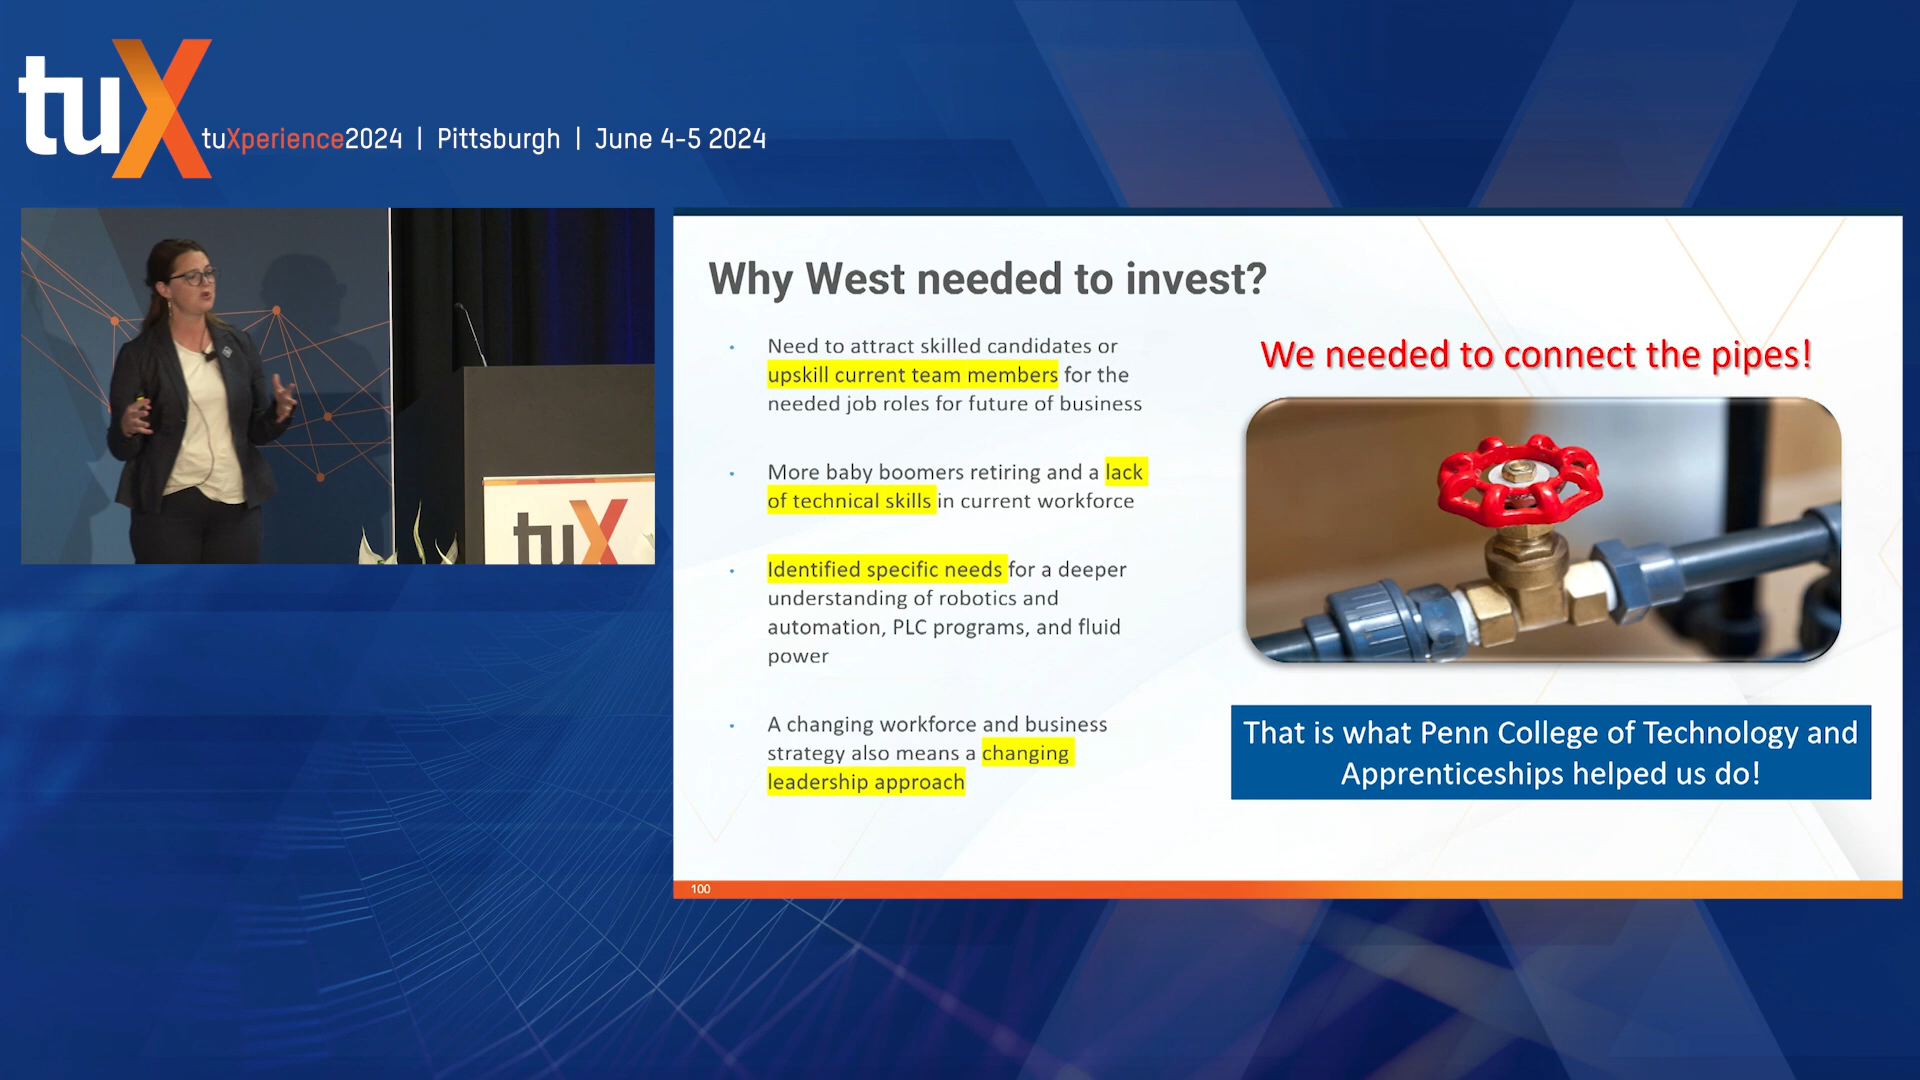 tuX
tuXperience2024 | Pittsburgh | June 4-5 2024
tuX
Why West needed to invest?
• Need to attract skilled candidates or
upskill current team members for the
needed job roles for future of business
• More baby boomers retiring and a lack
of technical skills in current workforce
• Identified specific needs for a deeper
understanding of robotics and
automation, PLC programs, and fluid
power
• A changing workforce and business
strategy also means a changing
leadership approach
We needed to connect the pipes!
That is what Penn College of Technology and
Apprenticeships helped us do!
100